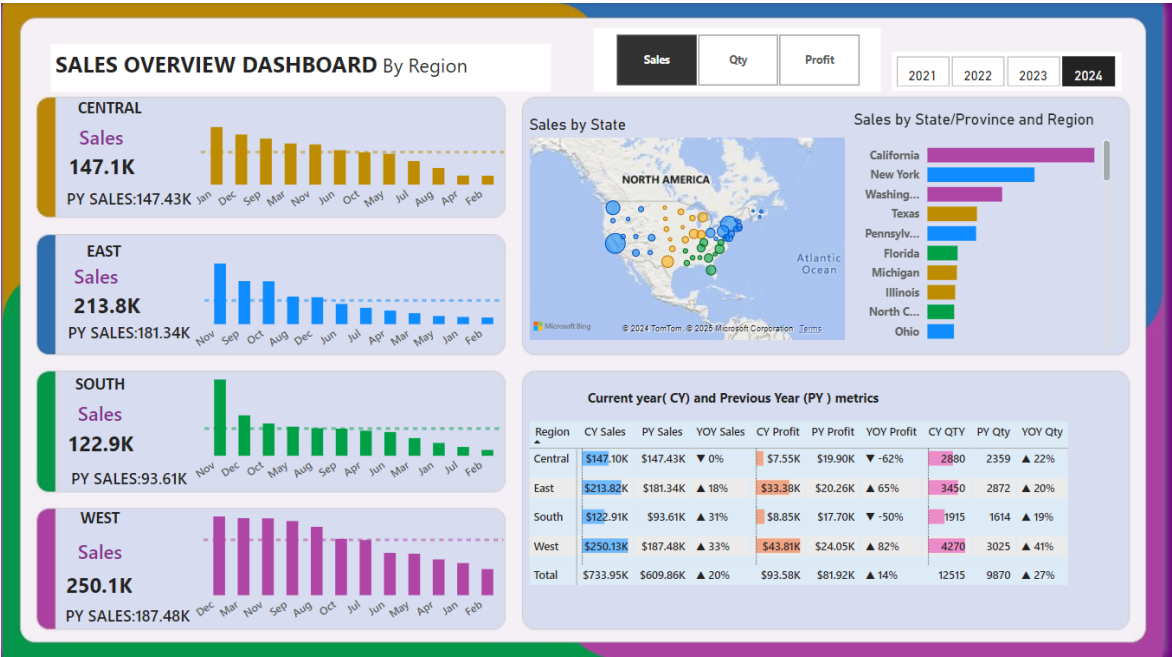 SALES OVERVIEW DASHBOARD By Region
Sales
Qty
Profit
2021
2022
2023
2024
CENTRAL
Sales
147.1K
PY SALES:147.43K
Jan Dec Sep Mar Nov Jun Oct May Jul Aug Apr Feb
EAST
Sales
213.8K
PY SALES:181.34K
Nov Sep Oct Aug Dec Jun Jul Apr Mar May Jan Feb
SOUTH
Sales
122.9K
PY SALES:93.61K
Nov Dec Oct May Aug Sep Apr Jun Mar Jan Jul Feb
WEST
Sales
250.1K
PY SALES:187.48K
Dec Mar Nov Sep Aug Oct Jul Jun May Apr Jan Feb
Sales by State
NORTH AMERICA
Atlantic
Ocean
Microsoft Bing
© 2024 TomTom, © 2025 Microsoft Corporation Terms
Sales by State/Province and Region
California
New York
Washing...
Texas
Pennsylv...
Florida
Michigan
Illinois
North C...
Ohio
Current year( CY) and Previous Year (PY ) metrics
Region CY Sales PY Sales YOY Sales CY Profit PY Profit YOY Profit CY QTY PY Qty YOY Qty
Central $147.10K $147.43K ▼ 0% $7.55K $19.90K ▼ -62% 2880 2359 ▲ 22%
East $213.82K $181.34K ▲ 18% $33.38K $20.26K ▲ 65% 3450 2872 ▲ 20%
South $122.91K $93.61K ▲ 31% $8.85K $17.70K ▼ -50% 1915 1614 ▲ 19%
West $250.13K $187.48K ▲ 33% $43.81K $24.05K ▲ 82% 4270 3025 ▲ 41%
Total $733.95K $609.86K ▲ 20% $93.58K $81.92K ▲ 14% 12515 9870 ▲ 27%